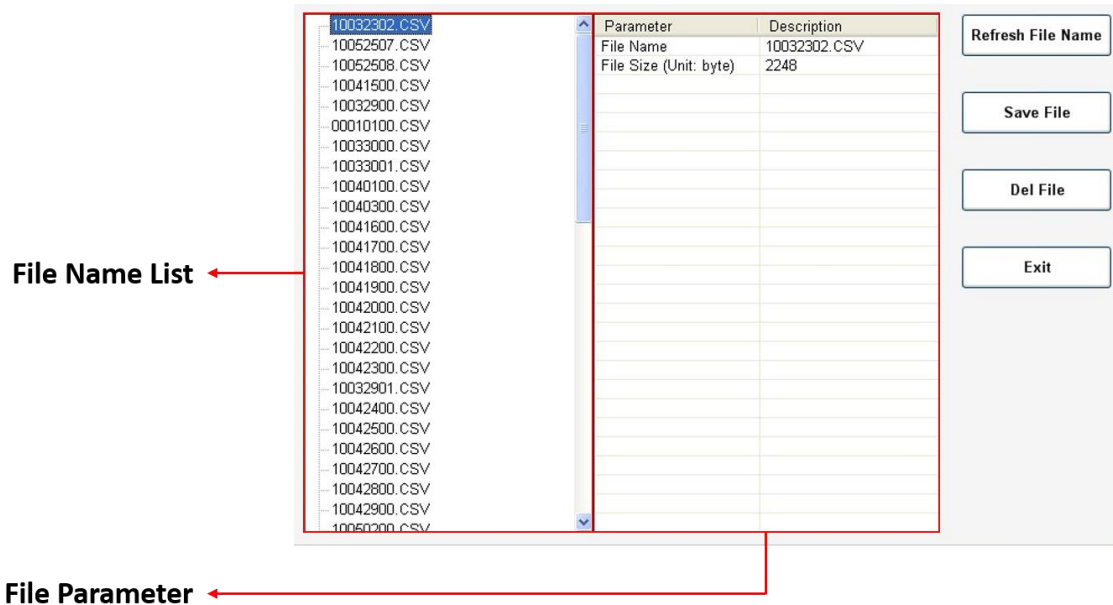 10032302.CSV
10052507.CSV
10052508.CSV
10041500.CSV
10032900.CSV
00010100.CSV
10033000.CSV
10033001.CSV
10040100.CSV
10040300.CSV
10041600.CSV
10041700.CSV
10041800.CSV
10041900.CSV
10042000.CSV
10042100.CSV
10042200.CSV
10042300.CSV
10032901.CSV
10042400.CSV
10042500.CSV
10042600.CSV
10042700.CSV
10042800.CSV
10042900.CSV
10050200.CSV
Parameter Description
File Name 10032302.CSV
File Size (Unit: byte) 2248
Refresh File Name
Save File
Del File
Exit
File Name List
File Parameter